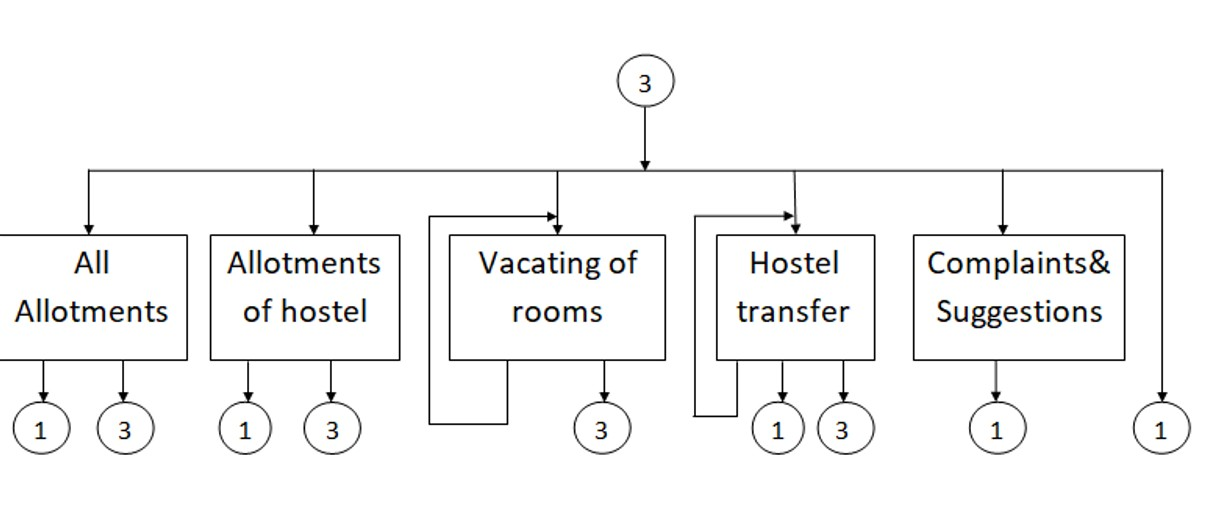 3
All
Allotments
Allotments
of hostel
Vacating of
rooms
Hostel
transfer
Complaints&
Suggestions
1
3
1
3
3
1
3
1
1